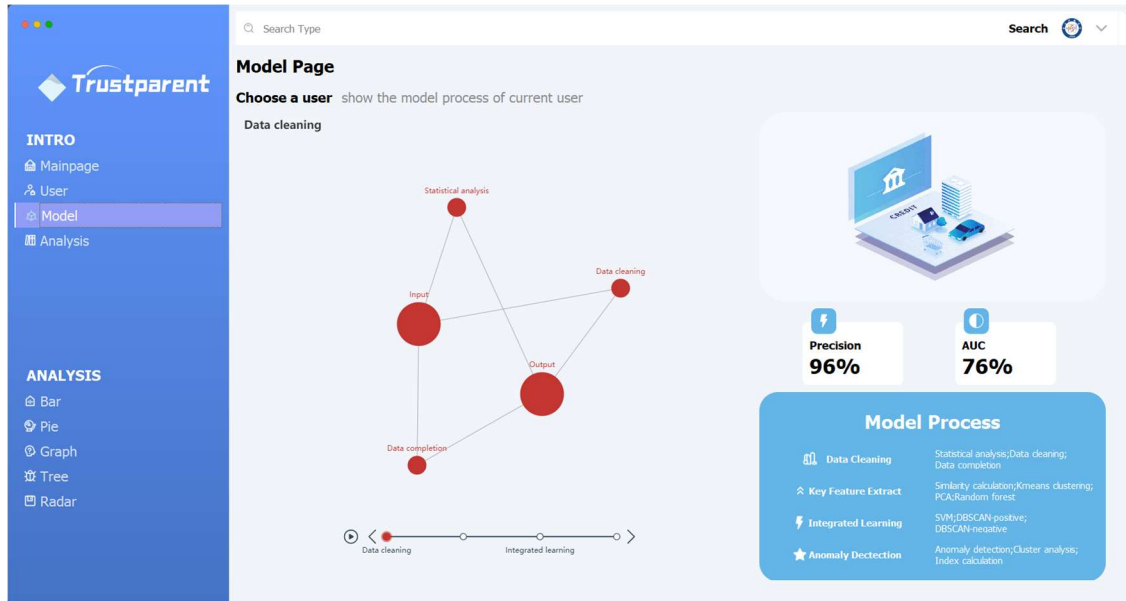 Search Type
Search
Trustparent
INTRO
Mainpage
User
Model
Analysis
ANALYSIS
Bar
Pie
Graph
Tree
Radar
Model Page
Choose a user show the model process of current user
Data cleaning
Statistical analysis
Data cleaning
Input
Output
Data completion
Data cleaning
Integrated learning
CREDIT
Precision
96%
AUC
76%
Model Process
Data Cleaning
Statistical analysis;Data cleaning;
Data completion
Key Feature Extract
Similarity calculation;Kmeans clustering;
PCA;Random forest
Integrated Learning
SVM;DBSCAN-positive;
DBSCAN-negative
Anomaly Dectection
Anomaly detection;Cluster analysis;
Index calculation